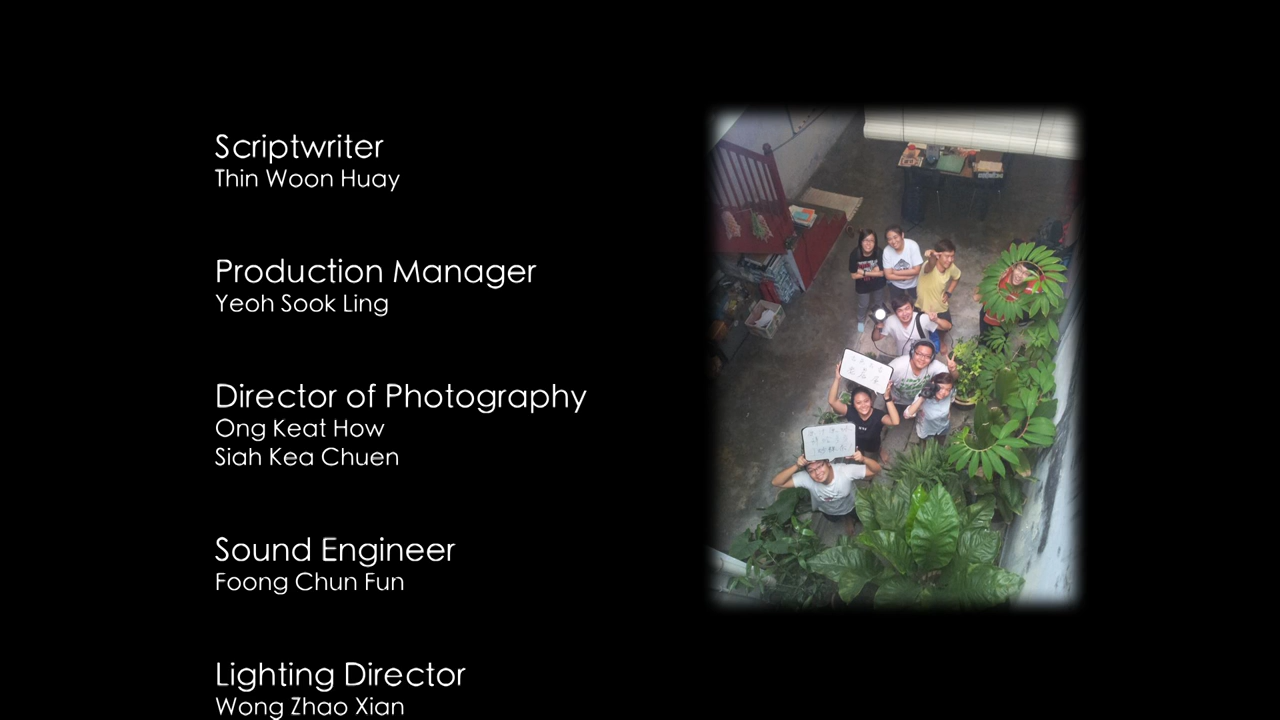 Scriptwriter
Thin Woon Huay
Production Manager
Yeoh Sook Ling
Director of Photography
Ong Keat How
Siah Kea Chuen
Sound Engineer
Foong Chun Fun
Lighting Director
Wong Zhao Xian